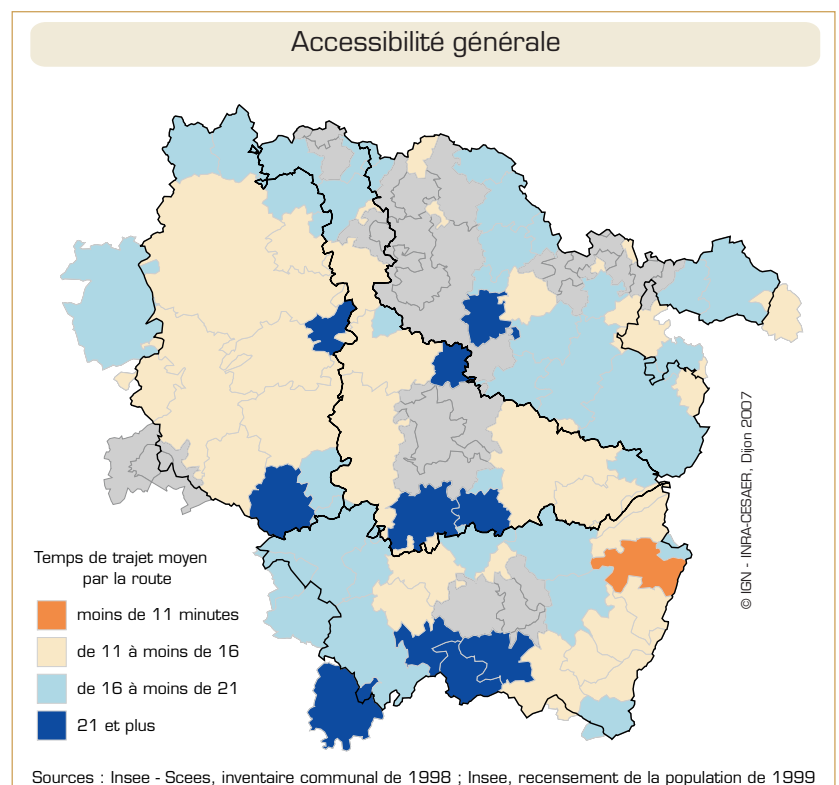 Accessibilité générale
© IGN - INRA-CESAER, Dijon 2007
Temps de trajet moyen
par la route
moins de 11 minutes
de 11 à moins de 16
de 16 à moins de 21
21 et plus
Sources : Insee - Scees, inventaire communal de 1998 ; Insee, recensement de la population de 1999